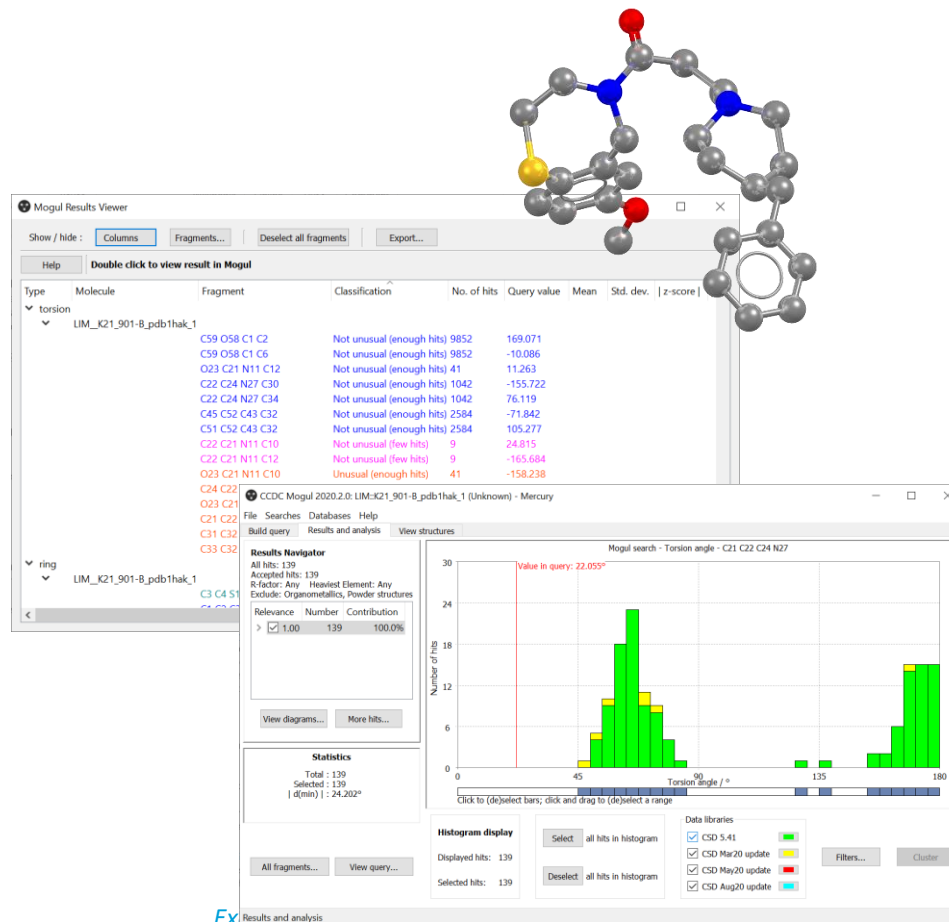 Mogul Results Viewer
Show / hide : Columns Fragments... Deselect all fragments Export...
Help Double click to view result in Mogul
Type Molecule Fragment Classification No. of hits Query value Mean Std. dev. | z-score |
torsion
LIM__K21_901-B_pdb1hak_1
C59 O58 C1 C2 Not unusual (enough hits) 9852 169.071
C59 O58 C1 C6 Not unusual (enough hits) 9852 -10.086
O23 C21 N11 C12 Not unusual (enough hits) 41 11.263
C22 C24 N27 C30 Not unusual (enough hits) 1042 -155.722
C22 C24 N27 C34 Not unusual (enough hits) 1042 76.119
C45 C52 C43 C32 Not unusual (enough hits) 2584 -71.842
C51 C52 C43 C32 Not unusual (enough hits) 2584 105.277
C22 C21 N11 C10 Not unusual (few hits) 9 24.815
C22 C21 N11 C12 Not unusual (few hits) 9 -165.684
O23 C21 N11 C10 Unusual (enough hits) 41 -158.238
C24 C22
O23 C21
C21 C22
C31 C32
C33 C32
ring
LIM__K21_901-B_pdb1hak_1
C3 C4 S1
CCDC Mogul 2020.2.0: LIM::K21_901-B_pdb1hak_1 (Unknown) - Mercury
File Searches Databases Help
Build query Results and analysis View structures
Results Navigator
All hits: 139
Accepted hits: 139
R-factor: Any Heaviest Element: Any
Exclude: Organometallics, Powder structures
Relevance Number Contribution
1.00 139 100.0%
View diagrams... More hits...
Statistics
Total : 139
Selected : 139
| d(min) | : 24.202°
All fragments... View query...
Mogul search - Torsion angle - C21 C22 C24 N27
Value in query: 22.055°
Number of hits
30
24
18
12
6
0
0 45 90 135 180
Torsion angle / °
Click to (de)select bars; click and drag to (de)select a range
Histogram display
Displayed hits: 139
Selected hits: 139
Select all hits in histogram
Deselect all hits in histogram
Data libraries
CSD 5.41
CSD Mar20 update
CSD May20 update
CSD Aug20 update
Filters... Cluster
Ex
Results and analysis